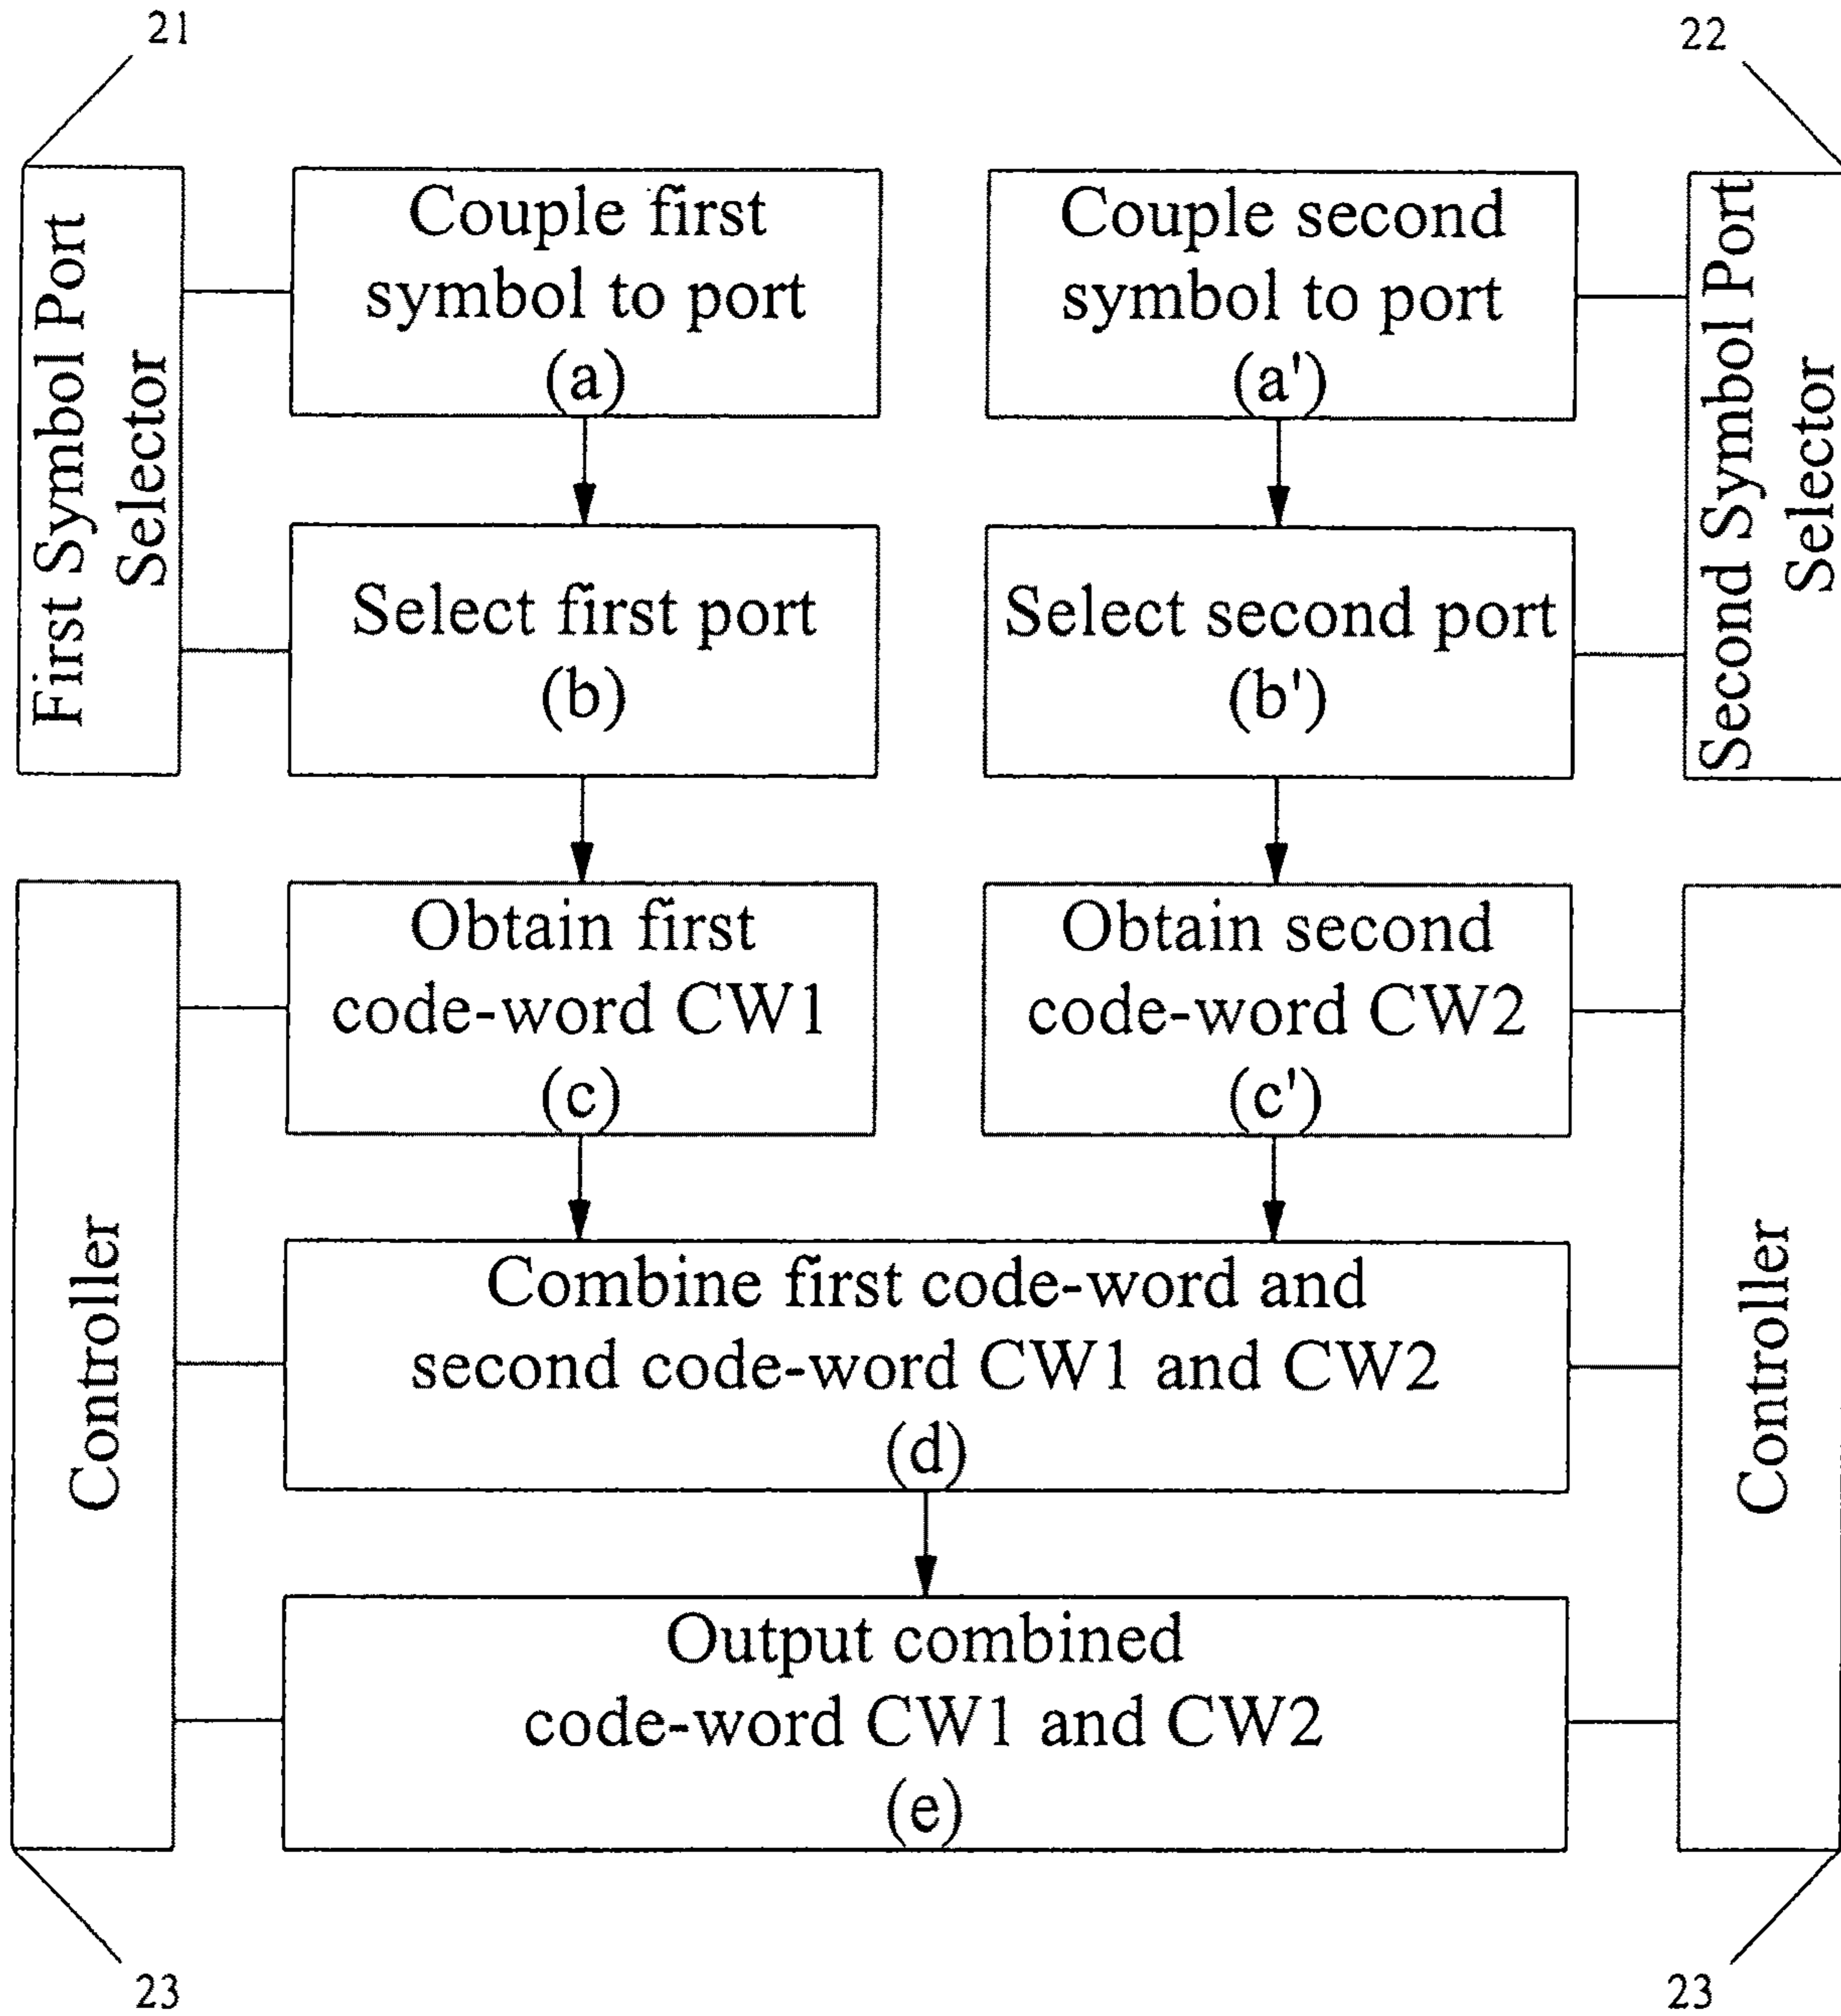 21
22
First Symbol Port
Selector
Couple first
symbol to port
(a)
Couple second
symbol to port
(a')
Second Symbol Port
Selector
Select first port
(b)
Select second port
(b')
Controller
Obtain first
code-word CW1
(c)
Obtain second
code-word CW2
(c')
Controller
Combine first code-word and
second code-word CW1 and CW2
(d)
Output combined
code-word CW1 and CW2
(e)
23
23